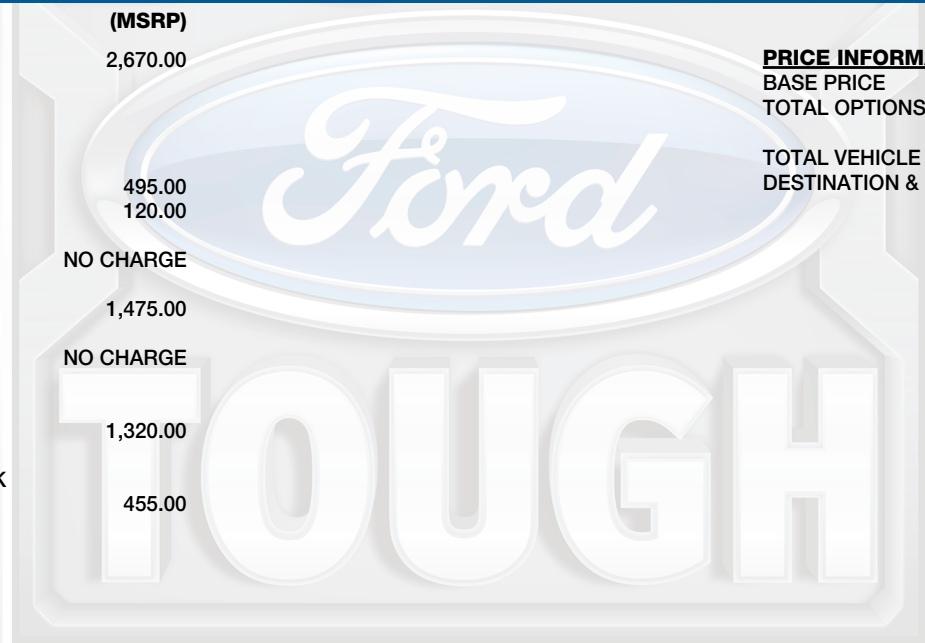 (MSRP)
2,670.00
495.00
120.00
NO CHARGE
1,475.00
NO CHARGE
1,320.00
K
455.00
PRICE INFORMA
BASE PRICE
TOTAL OPTIONS
TOTAL VEHICLE
DESTINATION &
Ford
TOUGH